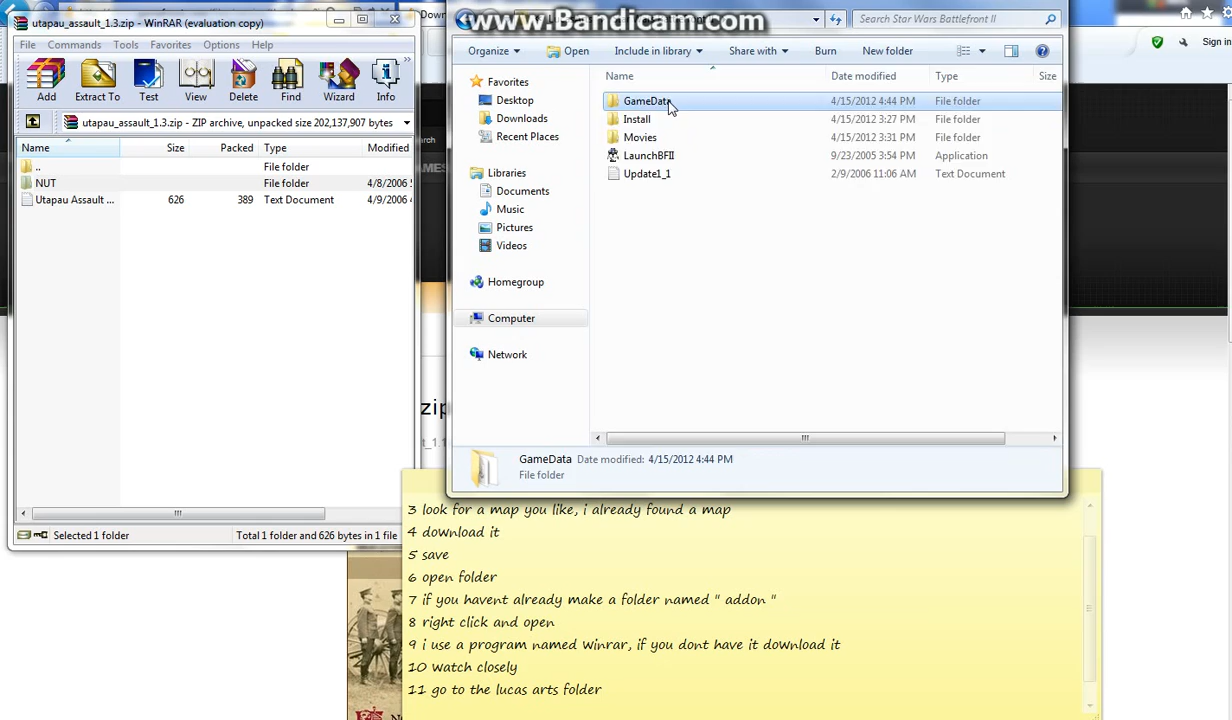 utapau_assault_1.3.zip - WinRAR (evaluation copy)
File Commands Tools Favorites Options Help
Add Extract To Test View Delete Find Wizard Info
utapau_assault_1.3.zip - ZIP archive, unpacked size 202,137,907 bytes
Name Size Packed Type Modified
.. File folder
NUT File folder 4/8/2006 5
Utapau Assault ... 626 389 Text Document 4/9/2006 4
Selected 1 folder Total 1 folder and 626 bytes in 1 file
www.Bandicam.com
Search Star Wars Battlefront II
Organize Open Include in library Share with Burn New folder
Name Date modified Type Size
Favorites
Desktop
Downloads
Recent Places
Libraries
Documents
Music
Pictures
Videos
Homegroup
Computer
Network
GameData 4/15/2012 4:44 PM File folder
Install 4/15/2012 3:27 PM File folder
Movies 4/15/2012 3:31 PM File folder
LaunchBFII 9/23/2005 3:54 PM Application
Update1_1 2/9/2006 11:06 AM Text Document
GameData Date modified: 4/15/2012 4:44 PM
File folder
Sign in
zip
3 look for a map you like, i already found a map
4 download it
5 save
6 open folder
7 if you havent already make a folder named " addon "
8 right click and open
9 i use a program named Winrar, if you dont have it download it
10 watch closely
11 go to the lucas arts folder